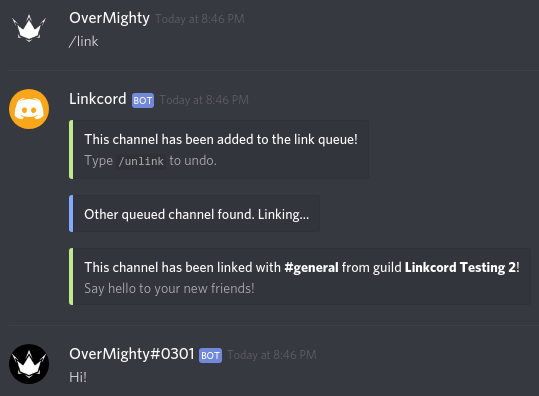 OverMighty Today at 8:46 PM
/link
Linkcord BOT Today at 8:46 PM
This channel has been added to the link queue!
Type /unlink to undo.
Other queued channel found. Linking...
This channel has been linked with #general from guild Linkcord Testing 2!
Say hello to your new friends!
OverMighty#0301 BOT Today at 8:46 PM
Hi!